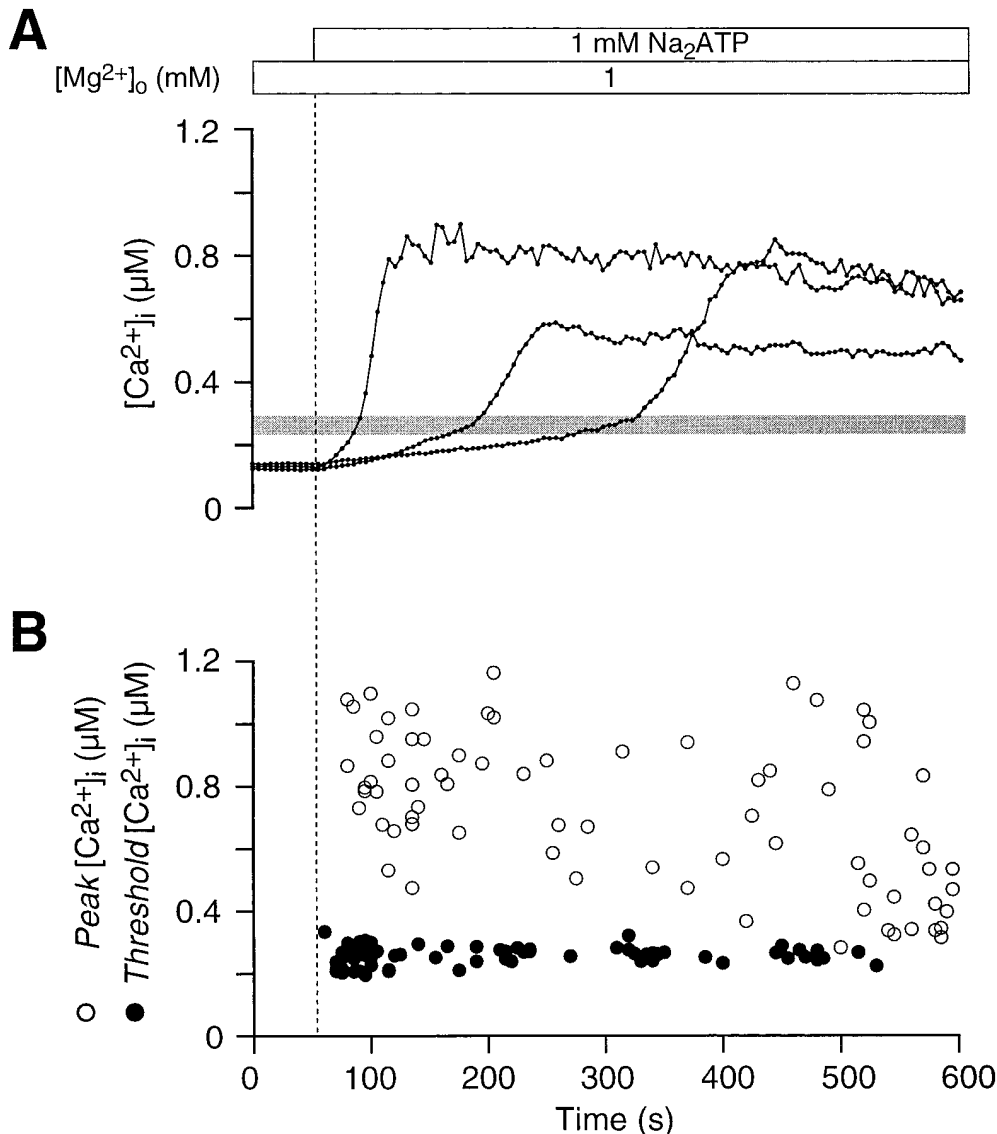 A
1 mM Na₂ATP
[Mg²⁺]ₒ (mM)
1
1.2
0.8
0.4
0
[Ca²⁺]ᵢ (µM)
B
1.2
0.8
0.4
0
○ Peak [Ca²⁺]ᵢ (µM)
● Threshold [Ca²⁺]ᵢ (µM)
0 100 200 300 400 500 600
Time (s)